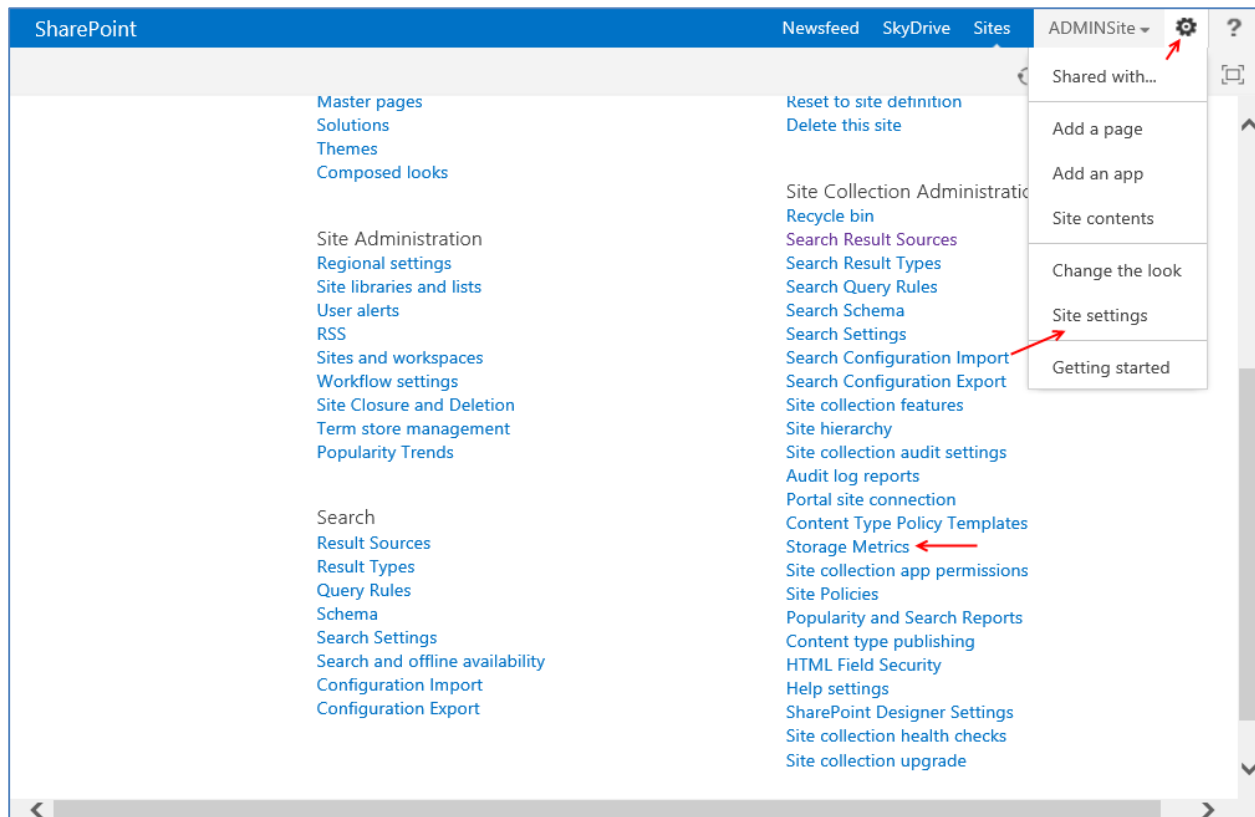 SharePoint
Newsfeed SkyDrive Sites ADMINSite ?
Shared with...
Add a page
Add an app
Site contents
Change the look
Site settings
Getting started
Master pages
Solutions
Themes
Composed looks
Site Administration
Regional settings
Site libraries and lists
User alerts
RSS
Sites and workspaces
Workflow settings
Site Closure and Deletion
Term store management
Popularity Trends
Search
Result Sources
Result Types
Query Rules
Schema
Search Settings
Search and offline availability
Configuration Import
Configuration Export
Reset to site definition
Delete this site
Site Collection Administratio
Recycle bin
Search Result Sources
Search Result Types
Search Query Rules
Search Schema
Search Settings
Search Configuration Import
Search Configuration Export
Site collection features
Site hierarchy
Site collection audit settings
Audit log reports
Portal site connection
Content Type Policy Templates
Storage Metrics
Site collection app permissions
Site Policies
Popularity and Search Reports
Content type publishing
HTML Field Security
Help settings
SharePoint Designer Settings
Site collection health checks
Site collection upgrade